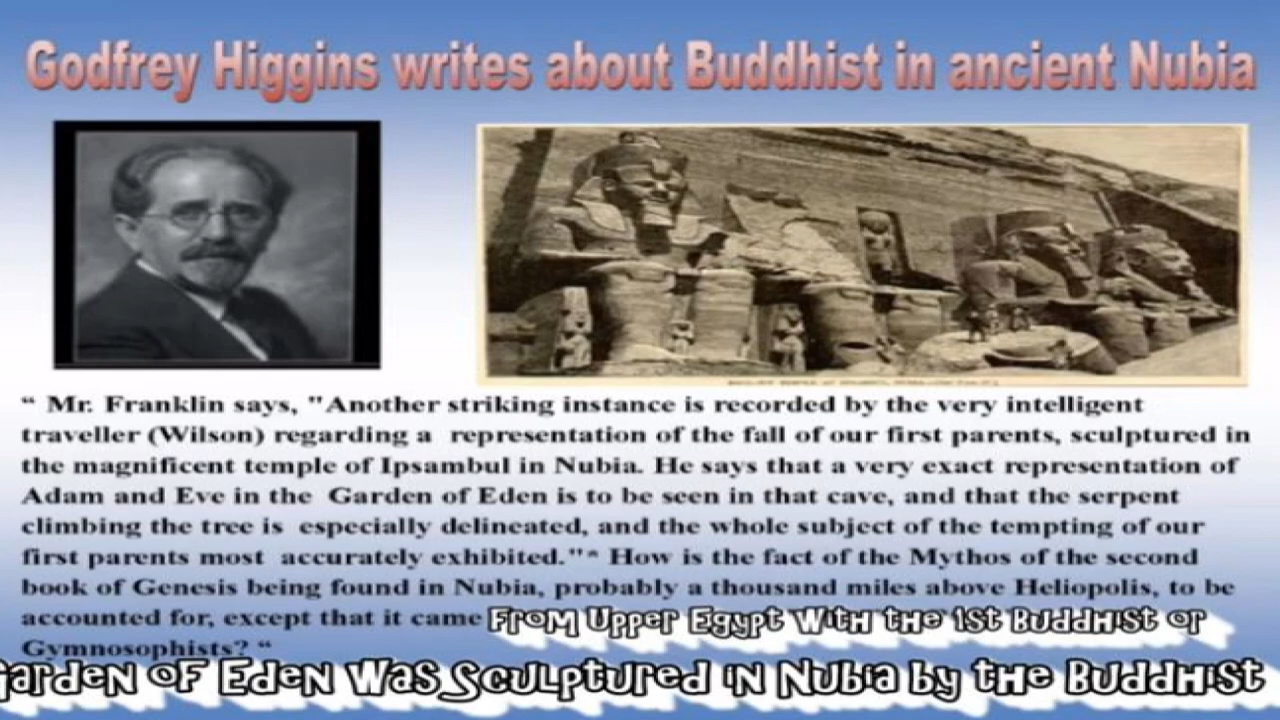 Godfrey Higgins writes about Buddhist in ancient Nubia
“ Mr. Franklin says, "Another striking instance is recorded by the very intelligent
traveller (Wilson) regarding a representation of the fall of our first parents, sculptured in
the magnificent temple of Ipsambul in Nubia. He says that a very exact representation of
Adam and Eve in the Garden of Eden is to be seen in that cave, and that the serpent
climbing the tree is especially delineated, and the whole subject of the tempting of our
first parents most accurately exhibited."* How is the fact of the Mythos of the second
book of Genesis being found in Nubia, probably a thousand miles above Heliopolis, to be
accounted for, except that it came From Upper Egypt With the 1st Buddhist or
Gymnosophists? “
Garden of Eden Was Sculptured in Nubia by the Buddhist